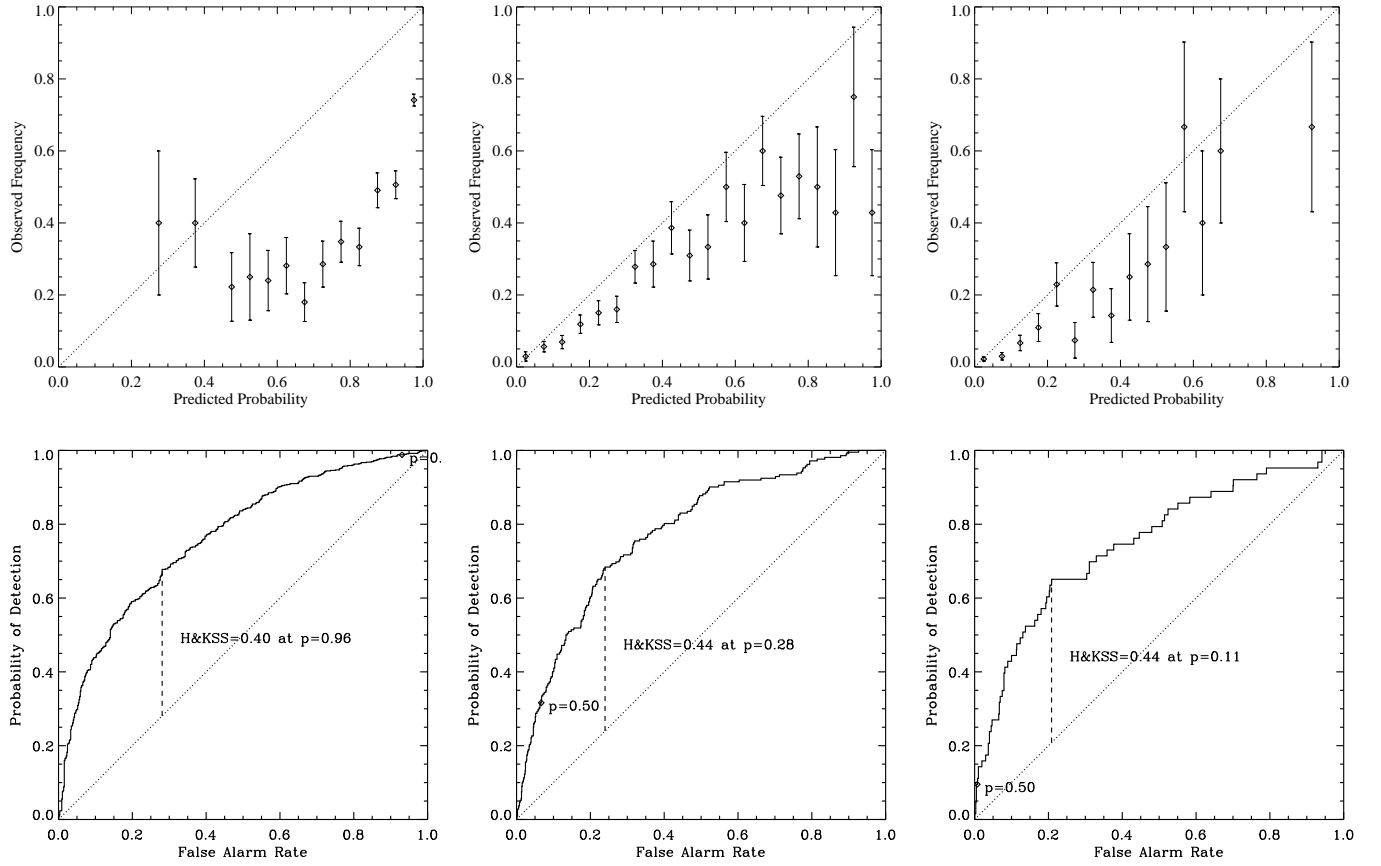 1.0 1.0 1.0
0.8 0.8 0.8
0.6 0.6 0.6
0.4 0.4 0.4
0.2 0.2 0.2
0.0 0.0 0.0
Observed Frequency Observed Frequency Observed Frequency
0.0 0.2 0.4 0.6 0.8 1.0 0.0 0.2 0.4 0.6 0.8 1.0 0.0 0.2 0.4 0.6 0.8 1.0
Predicted Probability Predicted Probability Predicted Probability
1.0 1.0 1.0
p=0.
0.8 0.8 0.8
0.6 0.6 0.6
H&KSS=0.40 at p=0.96 H&KSS=0.44 at p=0.28 H&KSS=0.44 at p=0.11
0.4 0.4 0.4
p=0.50
0.2 0.2 0.2
p=0.50
0.0 0.0 0.0
Probability of Detection Probability of Detection Probability of Detection
0.0 0.2 0.4 0.6 0.8 1.0 0.0 0.2 0.4 0.6 0.8 1.0 0.0 0.2 0.4 0.6 0.8 1.0
False Alarm Rate False Alarm Rate False Alarm Rate